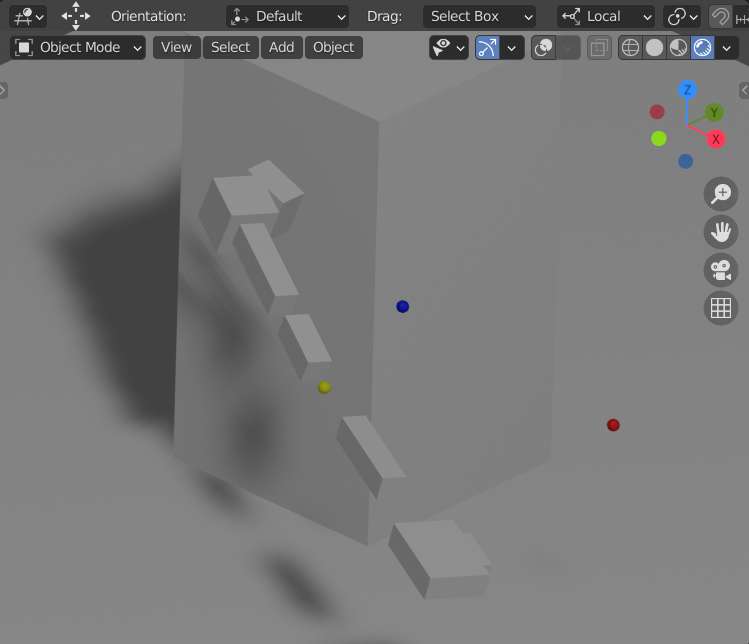 Orientation: Default Drag: Select Box Local
Object Mode View Select Add Object
Z
Y
X